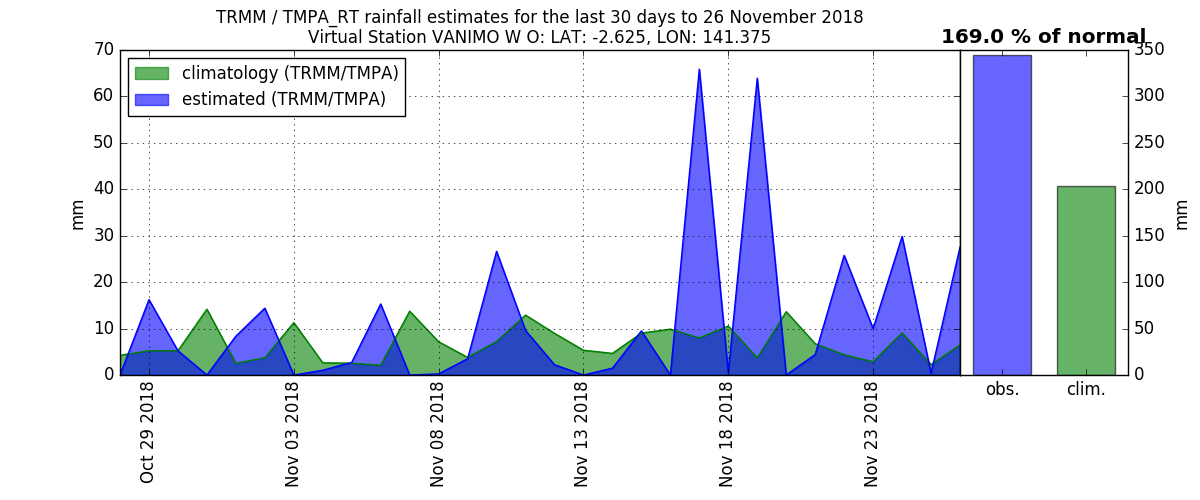 TRMM / TMPA_RT rainfall estimates for the last 30 days to 26 November 2018
Virtual Station VANIMO W O: LAT: -2.625, LON: 141.375
169.0 % of normal
climatology (TRMM/TMPA)
estimated (TRMM/TMPA)
70
60
50
40
30
20
10
0
mm
Oct 29 2018
Nov 03 2018
Nov 08 2018
Nov 13 2018
Nov 18 2018
Nov 23 2018
350
300
250
200
150
100
50
0
mm
obs.
clim.